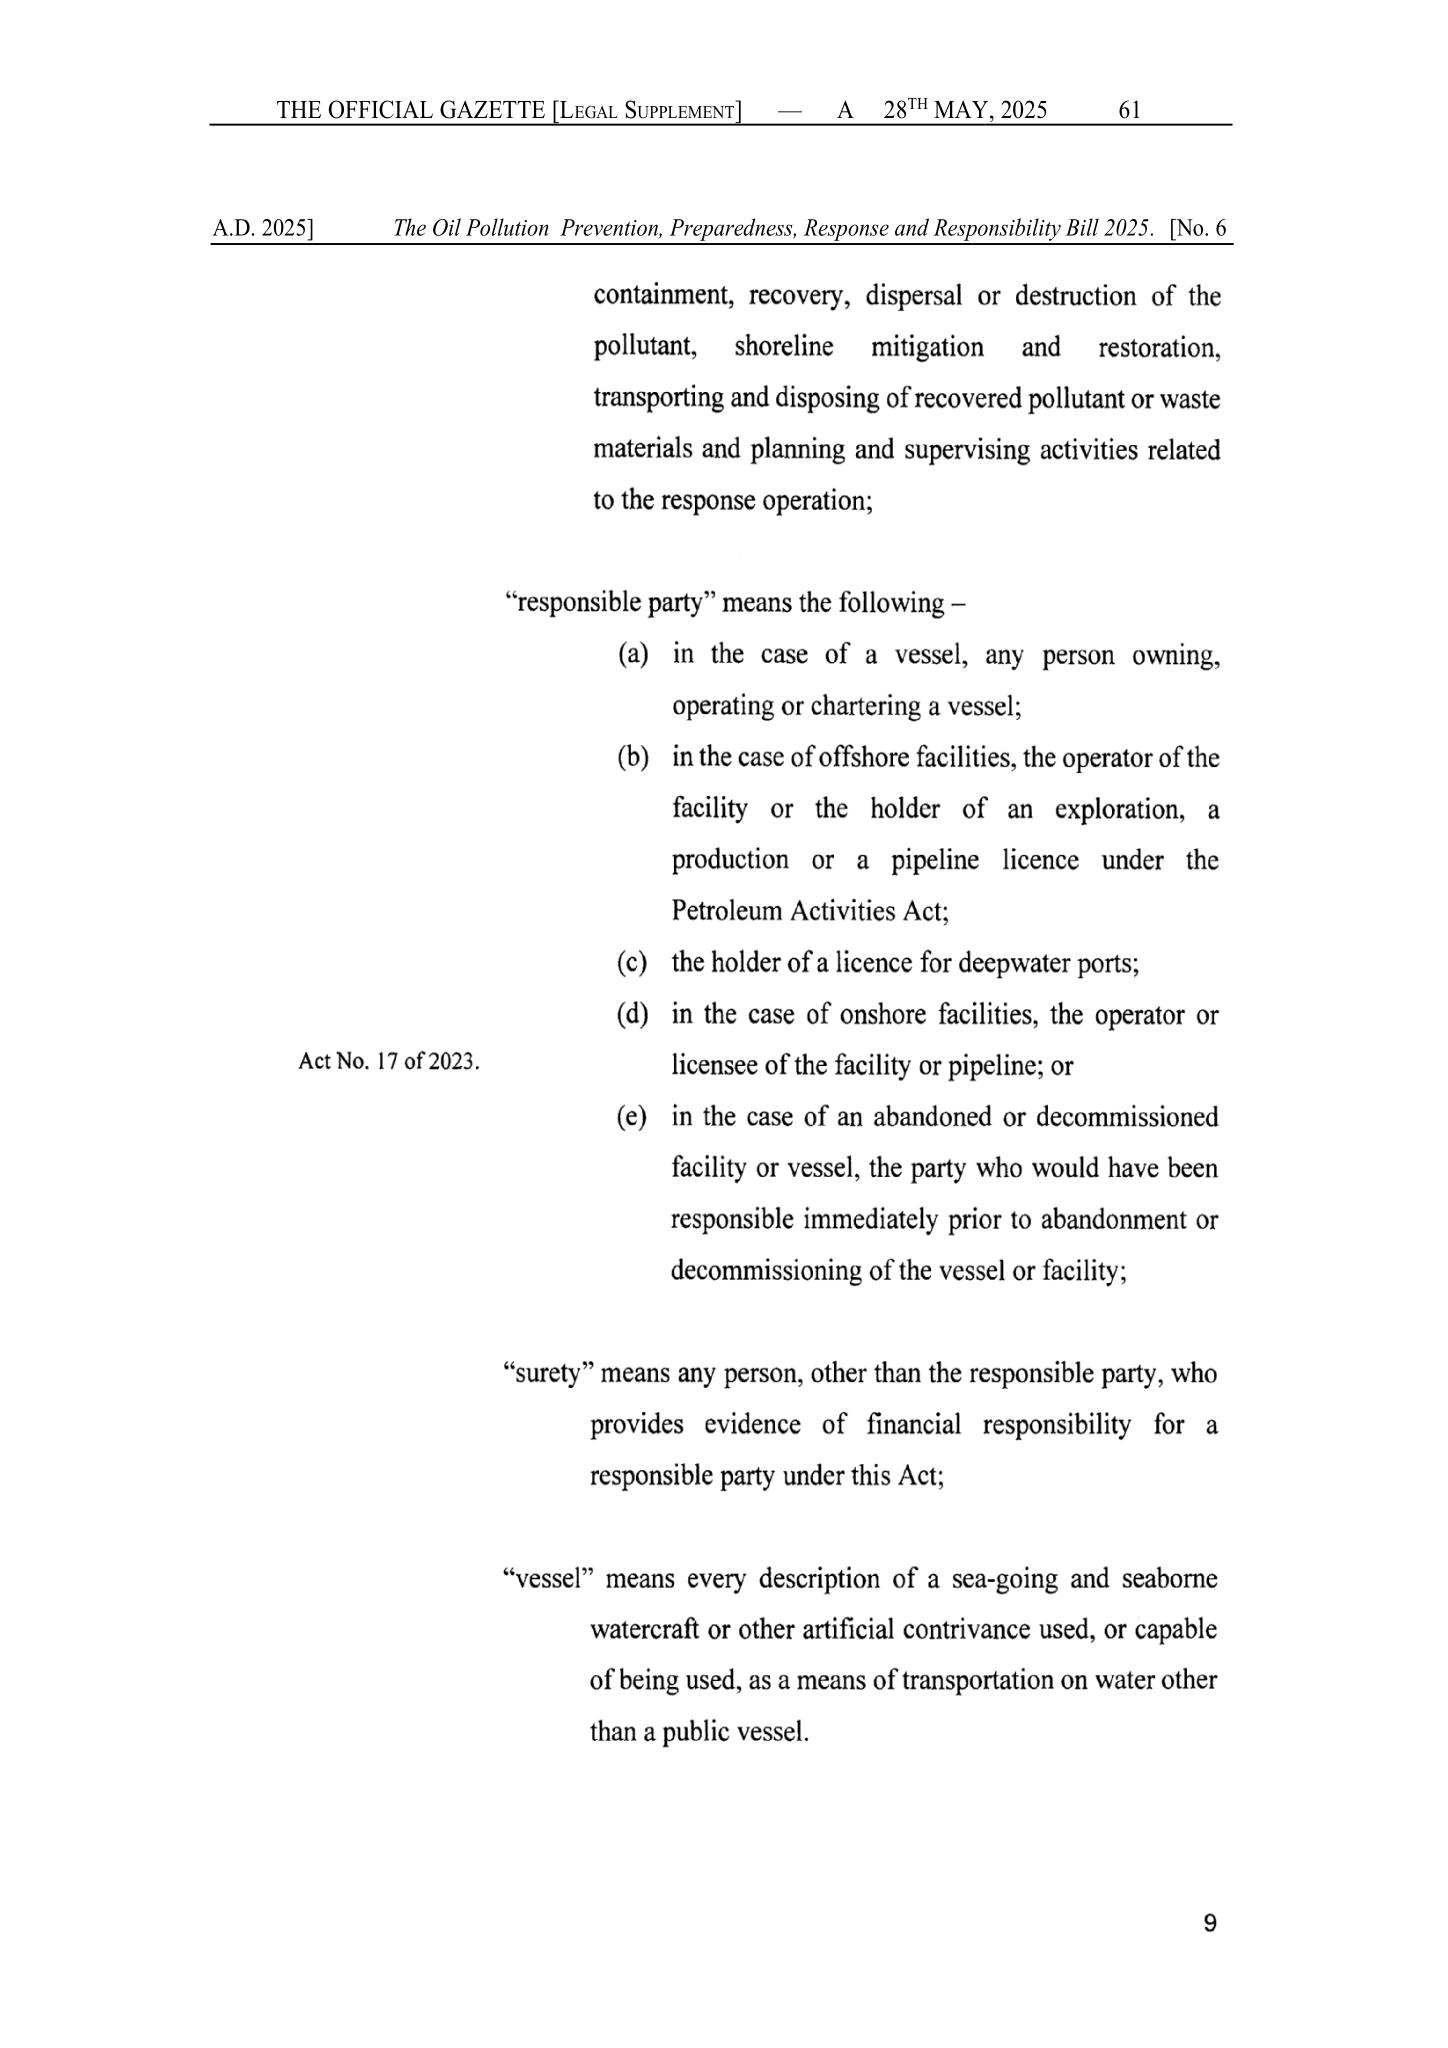 THE OFFICIAL GAZETTE [LEGAL SUPPLEMENT] — A 28TH MAY, 2025 61
A.D. 2025] The Oil Pollution Prevention, Preparedness, Response and Responsibility Bill 2025. [No. 6
containment, recovery, dispersal or destruction of the
pollutant, shoreline mitigation and restoration,
transporting and disposing of recovered pollutant or waste
materials and planning and supervising activities related
to the response operation;
“responsible party” means the following –
(a) in the case of a vessel, any person owning,
operating or chartering a vessel;
(b) in the case of offshore facilities, the operator of the
facility or the holder of an exploration, a
production or a pipeline licence under the
Petroleum Activities Act;
(c) the holder of a licence for deepwater ports;
(d) in the case of onshore facilities, the operator or
Act No. 17 of 2023.
licensee of the facility or pipeline; or
(e) in the case of an abandoned or decommissioned
facility or vessel, the party who would have been
responsible immediately prior to abandonment or
decommissioning of the vessel or facility;
“surety” means any person, other than the responsible party, who
provides evidence of financial responsibility for a
responsible party under this Act;
“vessel” means every description of a sea-going and seaborne
watercraft or other artificial contrivance used, or capable
of being used, as a means of transportation on water other
than a public vessel.
9